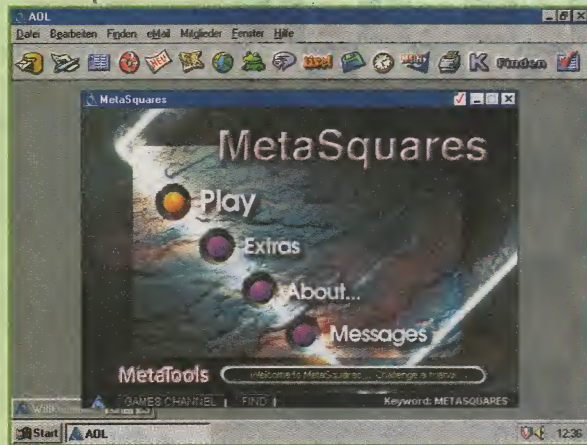 AOL
Datei Bearbeiten Finden eMail Mitglieder Fenster Hilfe
NEU Finden
MetaSquares
MetaSquares
Play
Extras
About...
Messages
MetaTools Welcome to MetaSquares ... Challenge a friend
GAMES CHANNEL FIND Keyword: METASQUARES
Start AOL 12:36